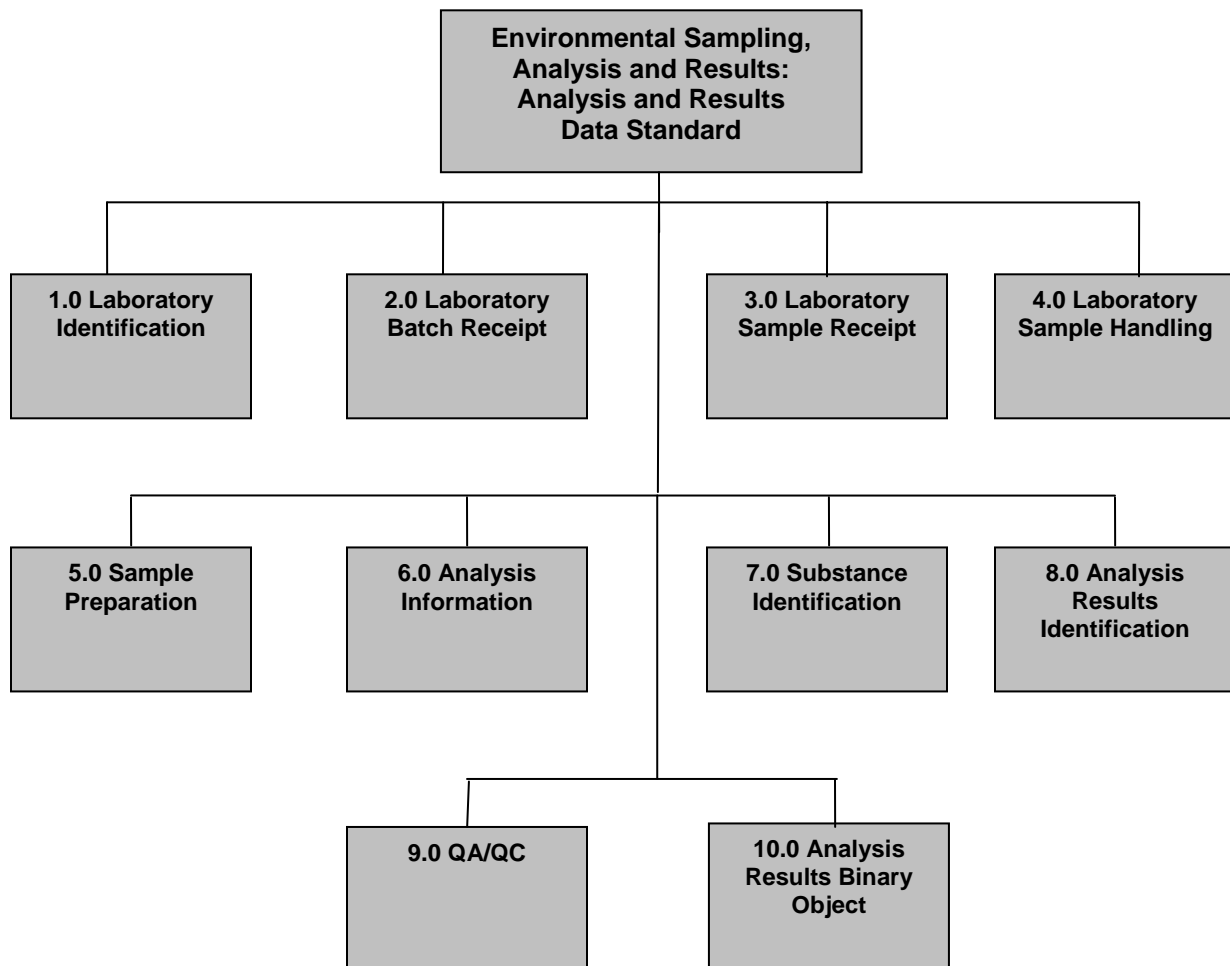 Environmental Sampling,
Analysis and Results:
Analysis and Results
Data Standard
1.0 Laboratory
Identification
2.0 Laboratory
Batch Receipt
3.0 Laboratory
Sample Receipt
4.0 Laboratory
Sample Handling
5.0 Sample
Preparation
6.0 Analysis
Information
7.0 Substance
Identification
8.0 Analysis
Results
Identification
9.0 QA/QC
10.0 Analysis
Results Binary
Object